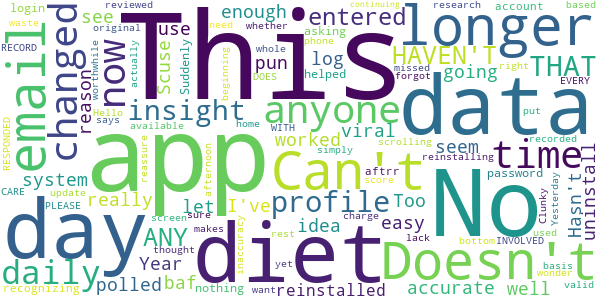 This
app
day
diet
data
No
longer
Can't
Doesn't
anyone
time
profile
email
changed
now
insight
daily
ANY
THAT
HAVEN'T
entered
enough
Scuse
use
pun
log
viral
going
worked
seem
uninstall
Hasn't
reinstalled
accurate
well
Too
easy
idea
I've
let
really
system
see
reason
Year
polled
baf
nothing
aftrr
password
reinstalling
scrolling
helped
asking
phone
forgot
missed
account
research
based
continuing
need
right
EVERY
put
recorded
Yesterday
Clunky
basis
wonder
valid
used
INVOLVED
yet
bottom
lack
charge
score
simply
WITH
home
available
DOES
beginning
whole
whether
reviewed
original
actually
Suddenly
login
waste
RECORD
worthwhile
Hello
says
RESPONDED
CARE
update
PLEASE
recognizing
reassure
afternoon
inaccuracy
screen
sure
makes
thought
rest
want